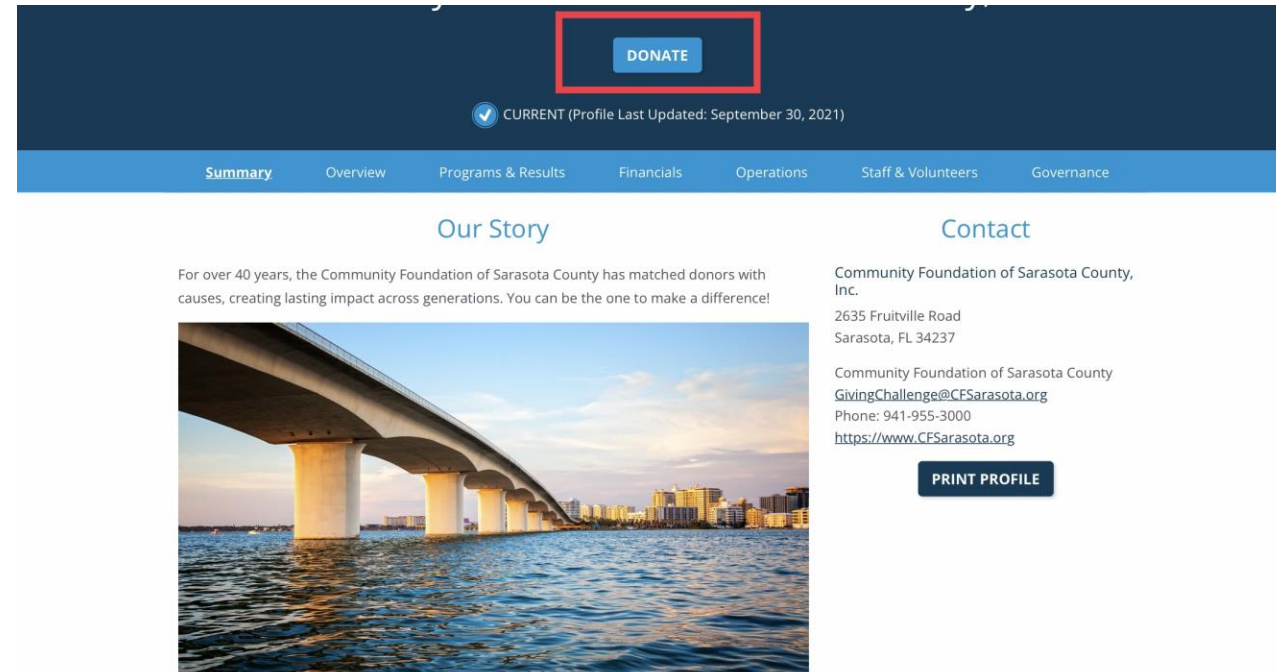 DONATE
CURRENT (Profile Last Updated: September 30, 2021)
Summary Overview Programs & Results Financials Operations Staff & Volunteers Governance
Our Story
For over 40 years, the Community Foundation of Sarasota County has matched donors with
causes, creating lasting impact across generations. You can be the one to make a difference!
Contact
Community Foundation of Sarasota County,
Inc.
2635 Fruitville Road
Sarasota, FL 34237
Community Foundation of Sarasota County
GivingChallenge@CFSarasota.org
Phone: 941-955-3000
https://www.CFSarasota.org
PRINT PROFILE